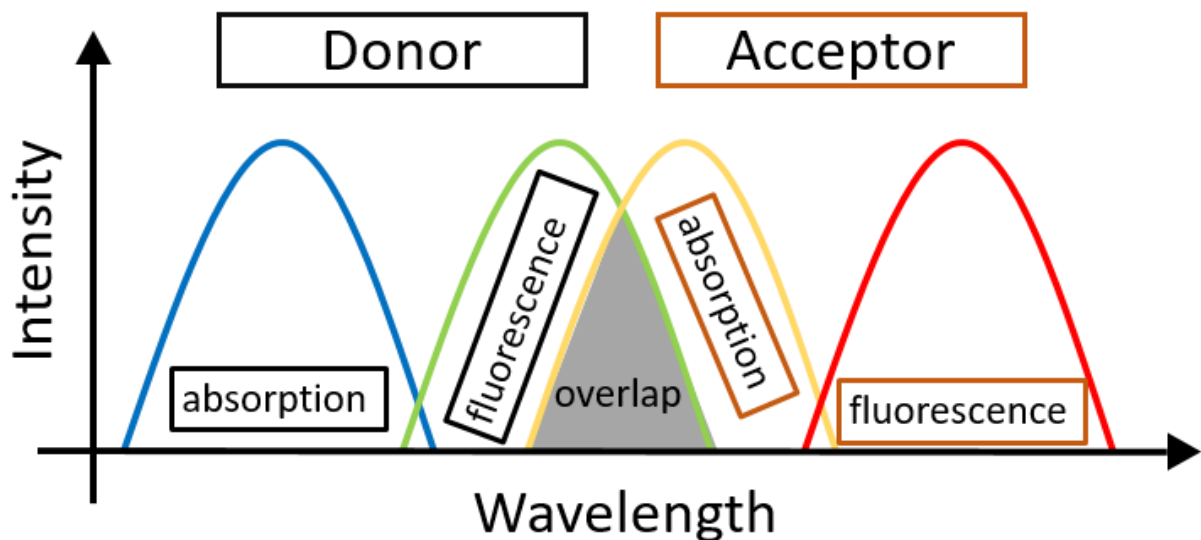 Donor
Acceptor
Intensity
absorption
fluorescence
overlap
absorption
fluorescence
Wavelength